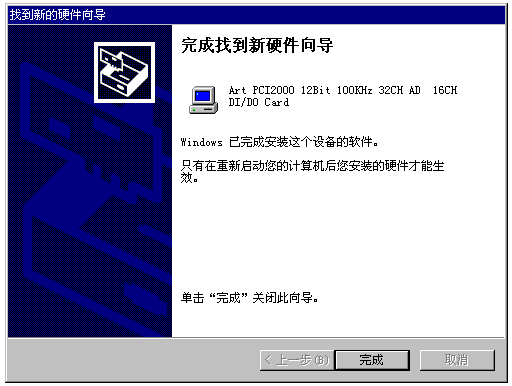 找到新的硬件向导
完成找到新硬件向导
Art PCI2000 12Bit 100KHz 32CH AD  16CH
DI/DO Card
Windows 已完成安装这个设备的软件。
只有在重新启动您的计算机后您安装的硬件才能生
效。
单击“完成”关闭此向导。
< 上一步(B)
完成
取消